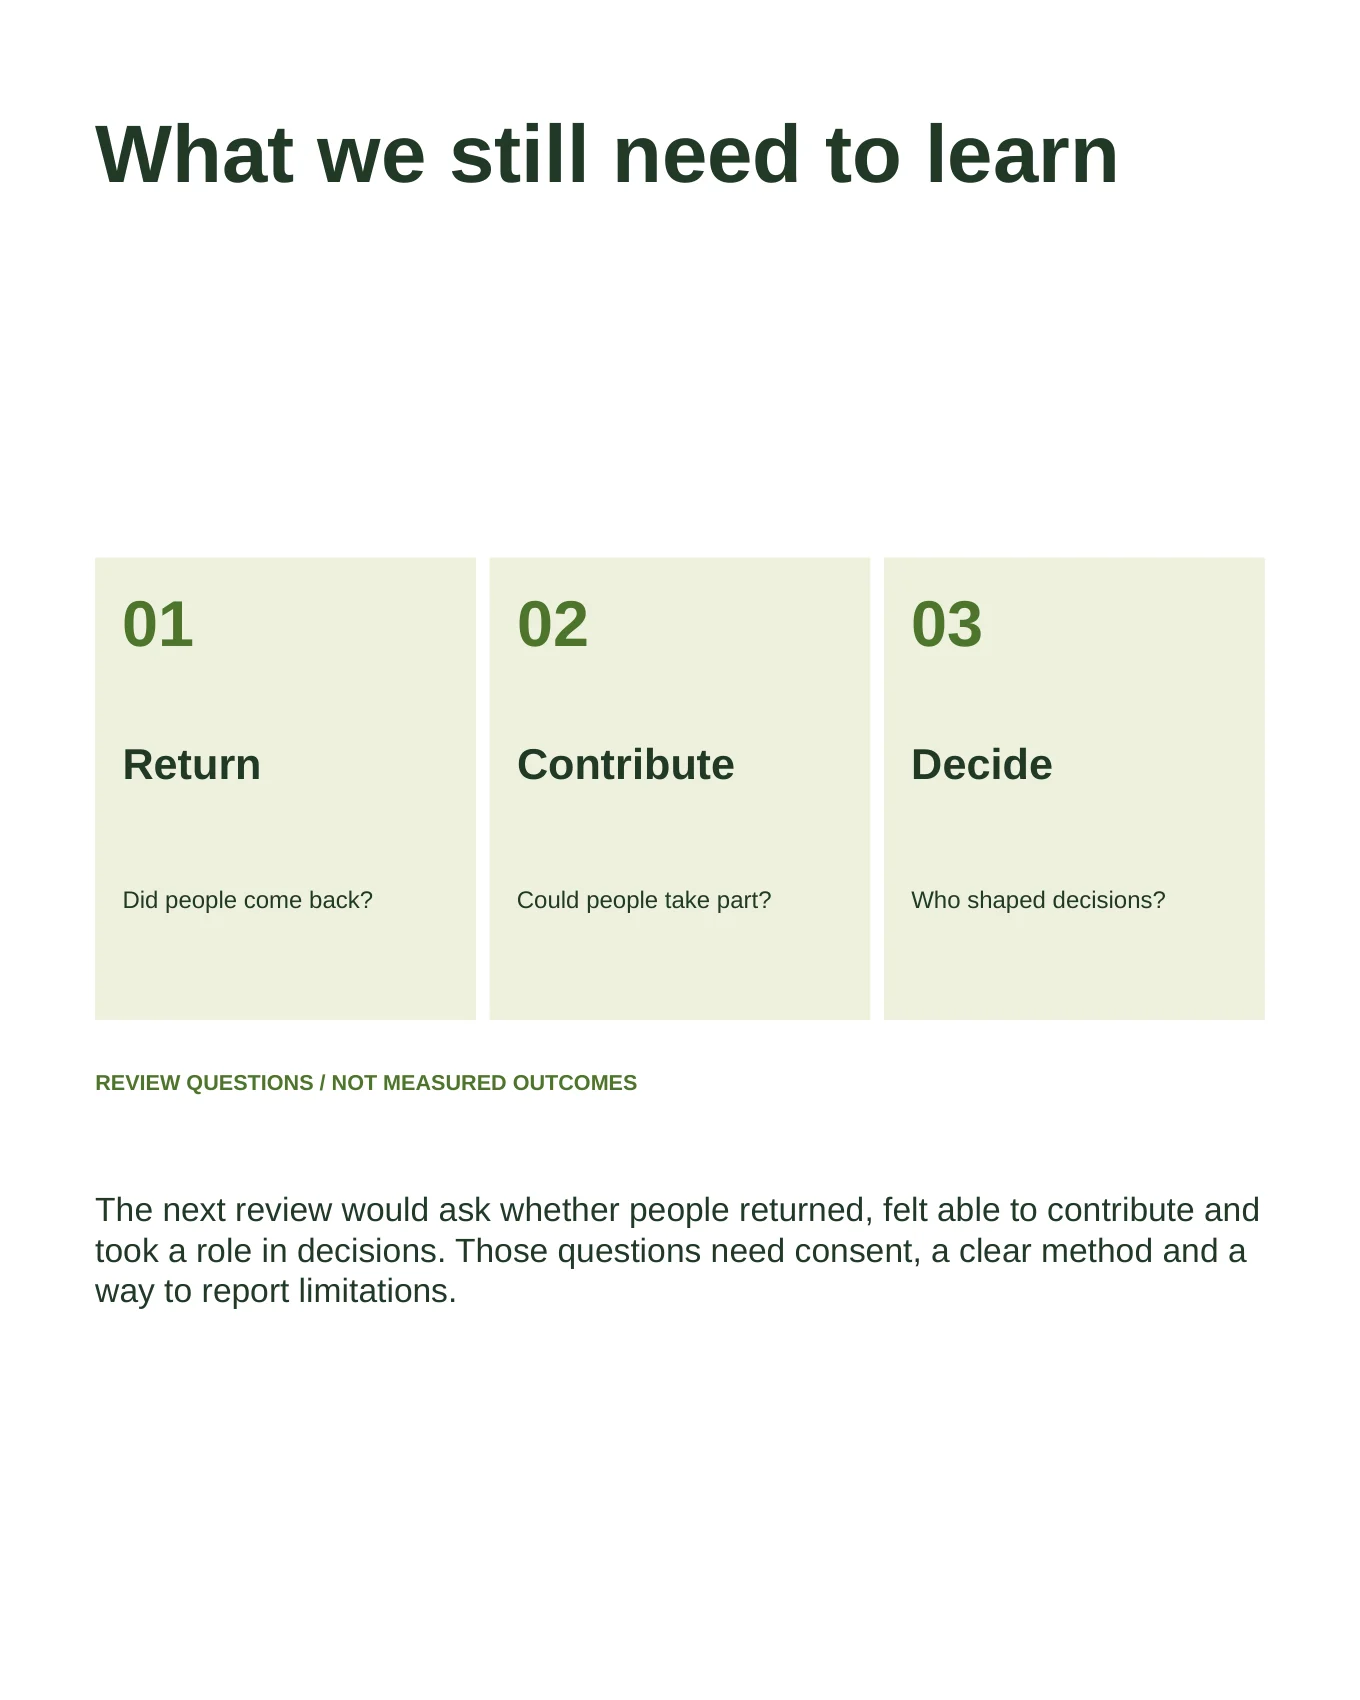 What we still need to learn
01
Return
Did people come back?
02
Contribute
Could people take part?
03
Decide
Who shaped decisions?
REVIEW QUESTIONS / NOT MEASURED OUTCOMES
The next review would ask whether people returned, felt able to contribute and
took a role in decisions. Those questions need consent, a clear method and a
way to report limitations.